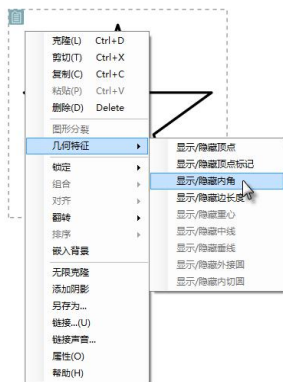 克隆(L) Ctrl+D
剪切(T) Ctrl+X
复制(C) Ctrl+C
粘贴(P) Ctrl+V
删除(D) Delete
图形分裂
几何特征
锁定
组合
对齐
翻转
排序
嵌入背景
无限克隆
添加阴影
另存为...
链接...(U)
链接声音...
属性(O)
帮助(H)
显示/隐藏顶点
显示/隐藏顶点标记
显示/隐藏内角
显示/隐藏边长度
显示/隐藏重心
显示/隐藏中线
显示/隐藏垂线
显示/隐藏外接圆
显示/隐藏内切圆